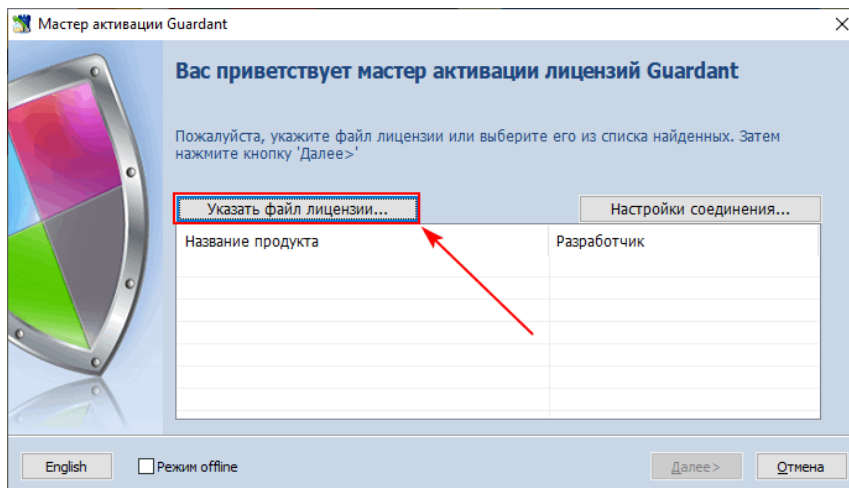 Мастер активации Guardant
Вас приветствует мастер активации лицензий Guardant
Пожалуйста, укажите файл лицензии или выберите его из списка найденных. Затем
нажмите кнопку 'Далее>'
Указать файл лицензии...
Настройки соединения...
Название продукта
Разработчик
English
Режим offline
Далее >
Отмена